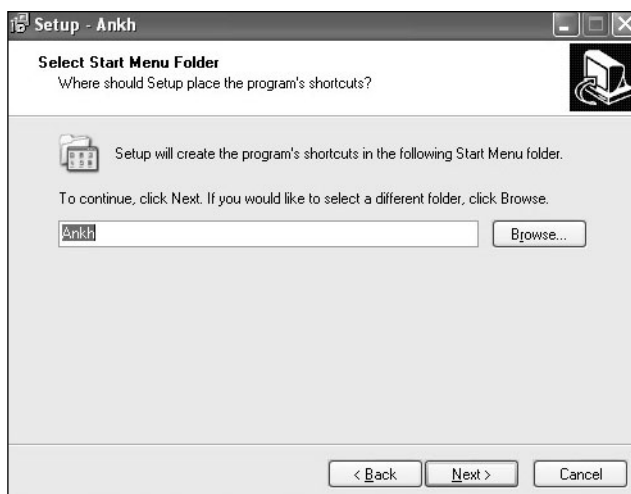 Setup - Ankh
Select Start Menu Folder
Where should Setup place the program's shortcuts?
Setup will create the program's shortcuts in the following Start Menu folder.
To continue, click Next. If you would like to select a different folder, click Browse.
Ankh
Browse...
< Back
Next >
Cancel